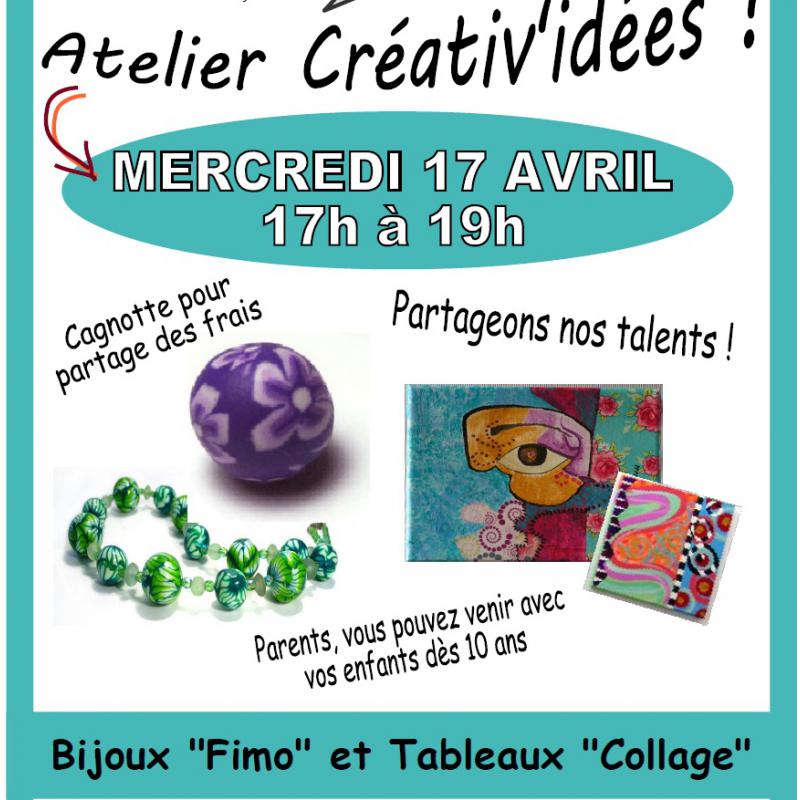 Atelier Créativ'idées !
MERCREDI 17 AVRIL
17h à 19h
Cagnotte pour
partage des frais
Partageons nos talents !
Parents, vous pouvez venir avec
vos enfants dès 10 ans
Bijoux "Fimo" et Tableaux "Collage"